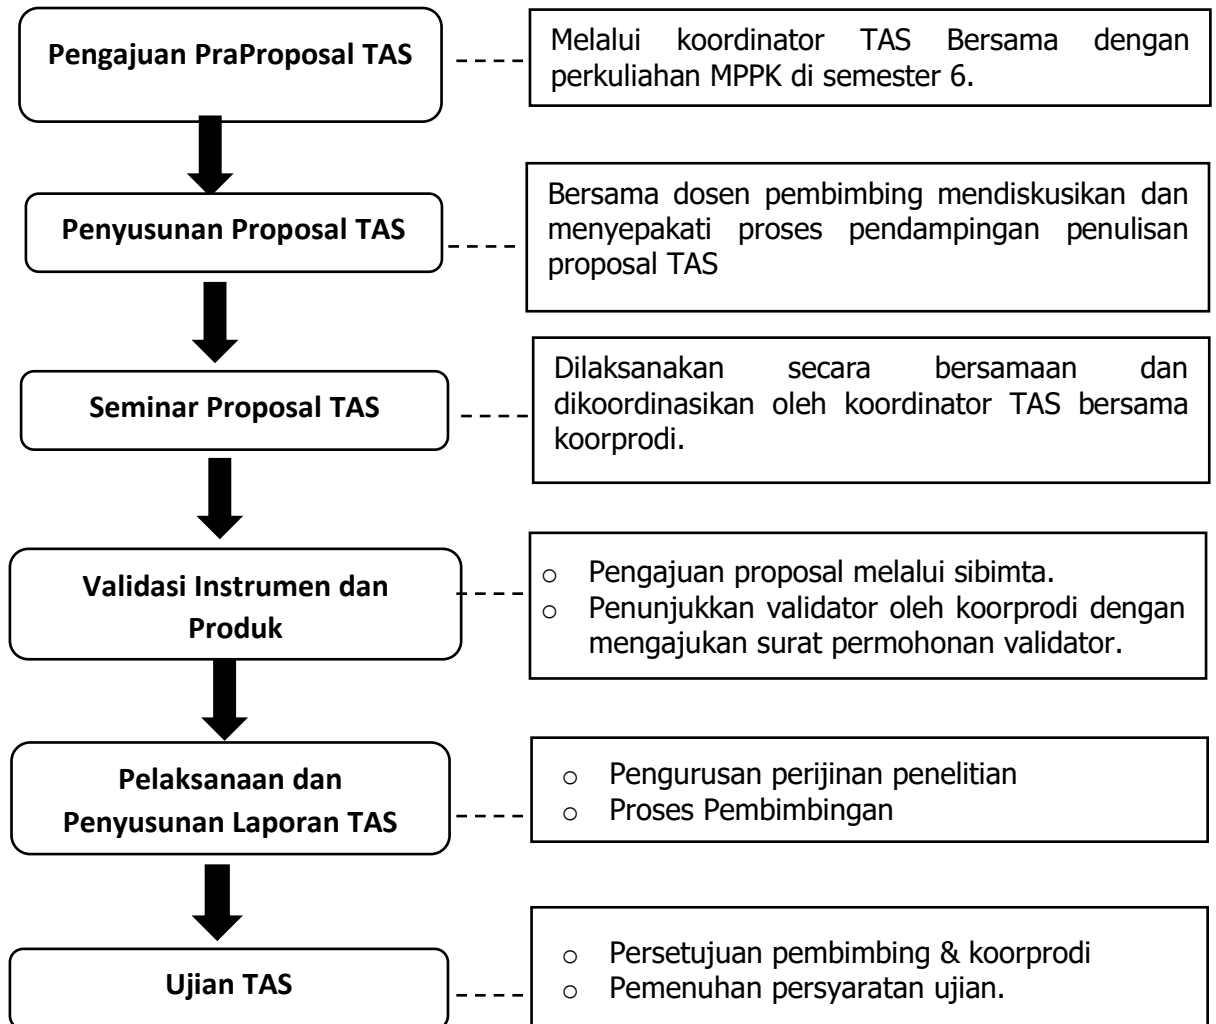 Pengajuan PraProposal TAS
Melalui koordinator TAS Bersama dengan
perkuliahan MPPK di semester 6.
Penyusunan Proposal TAS
Bersama dosen pembimbing mendiskusikan dan
menyepakati proses pendampingan penulisan
proposal TAS
Seminar Proposal TAS
Dilaksanakan secara bersamaan dan
dikoordinasikan oleh koordinator TAS bersama
koorprodi.
Validasi Instrumen dan
Produk
o Pengajuan proposal melalui sibimta.
o Penunjukkan validator oleh koorprodi dengan
mengajukan surat permohonan validator.
Pelaksanaan dan
Penyusunan Laporan TAS
o Pengurusan perijinan penelitian
o Proses Pembimbingan
Ujian TAS
o Persetujuan pembimbing & koorprodi
o Pemenuhan persyaratan ujian.